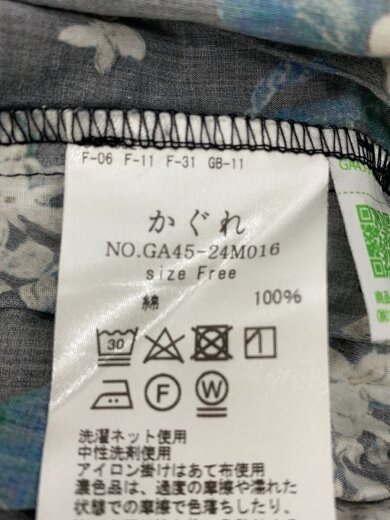 F-06 F-11 F-31 GB-11
かぐれ
NO.GA45-24M016
size Free
綿 100%
30
F
W
洗濯ネット使用
中性洗剤使用
アイロン掛けはあて布使用
濃色品は、過度の摩擦や濡れた
状態での摩擦で色落ちしたり、